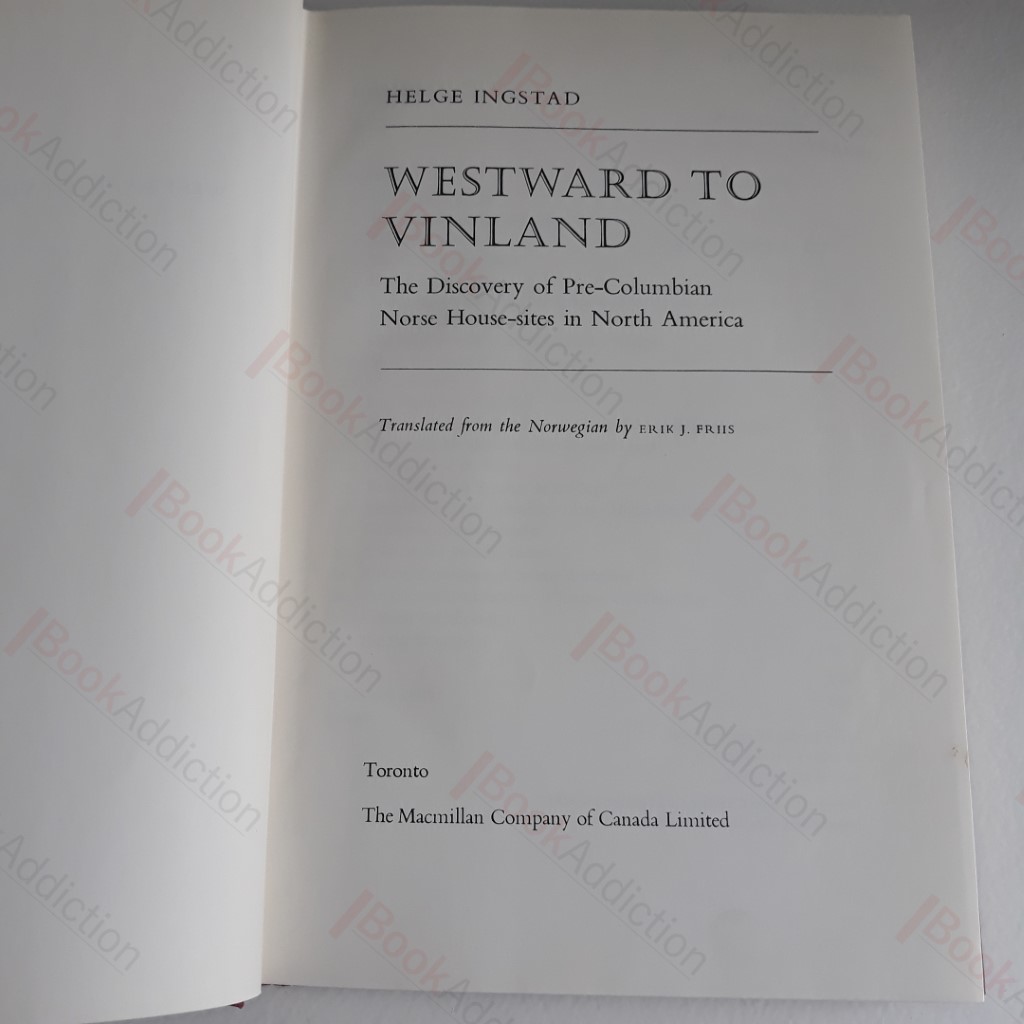 HELGE INGSTAD
WESTWARD TO
VINLAND
The Discovery of Pre-Columbian
Norse House-sites in North America
Translated from the Norwegian by ERIK J. FRIIS
Toronto
The Macmillan Company of Canada Limited
BookAddiction